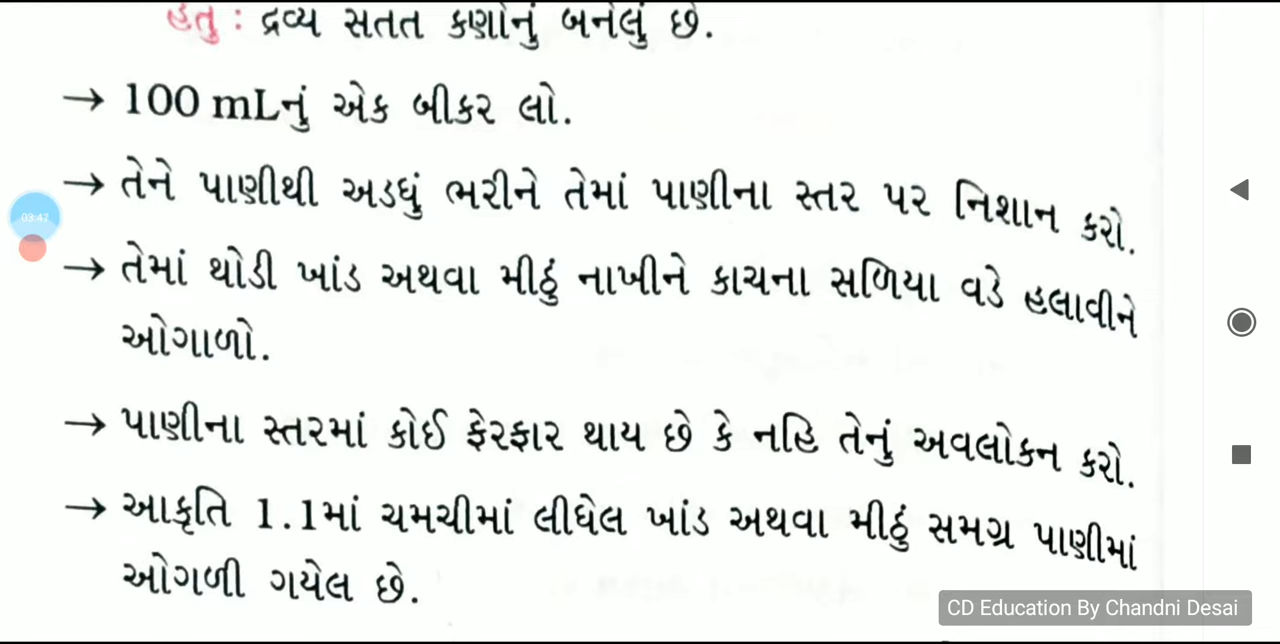 હેતુ : દ્રવ્ય સતત કણોનું બનેલું છે.
→ 100 mLનું એક બીકર લો.
→ તેને પાણીથી અડધું ભરીને તેમાં પાણીના સ્તર પર નિશાન કરો.
03:47
→ તેમાં થોડી ખાંડ અથવા મીઠું નાખીને કાચના સળિયા વડે હલાવીને
ઓગાળો.
→ પાણીના સ્તરમાં કોઈ ફેરફાર થાય છે કે નહિ તેનું અવલોકન કરો.
→ આકૃતિ 1.1માં ચમચીમાં લીધેલ ખાંડ અથવા મીઠું સમગ્ર પાણીમાં
ઓગળી ગયેલ છે.
CD Education By Chandni Desai